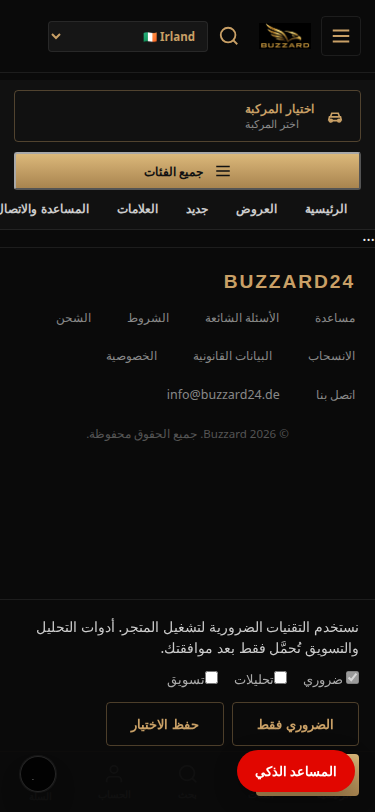 BUZZARD
Irland
اختيار المركبة
اختر المركبة
جميع الفئات
الرئيسية العروض جديد العلامات المساعدة والاتصال
...
BUZZARD24
مساعدة الأسئلة الشائعة الشروط الشحن
الانسحاب البيانات القانونية الخصوصية
اتصل بنا info@buzzard24.de
© 2026 Buzzard. جميع الحقوق محفوظة.
نستخدم التقنيات الضرورية لتشغيل المتجر. أدوات التحليل
والتسويق تُحمَّل فقط بعد موافقتك.
ضروري تحليلات تسويق
الضروري فقط حفظ الاختيار
المساعد الذكي